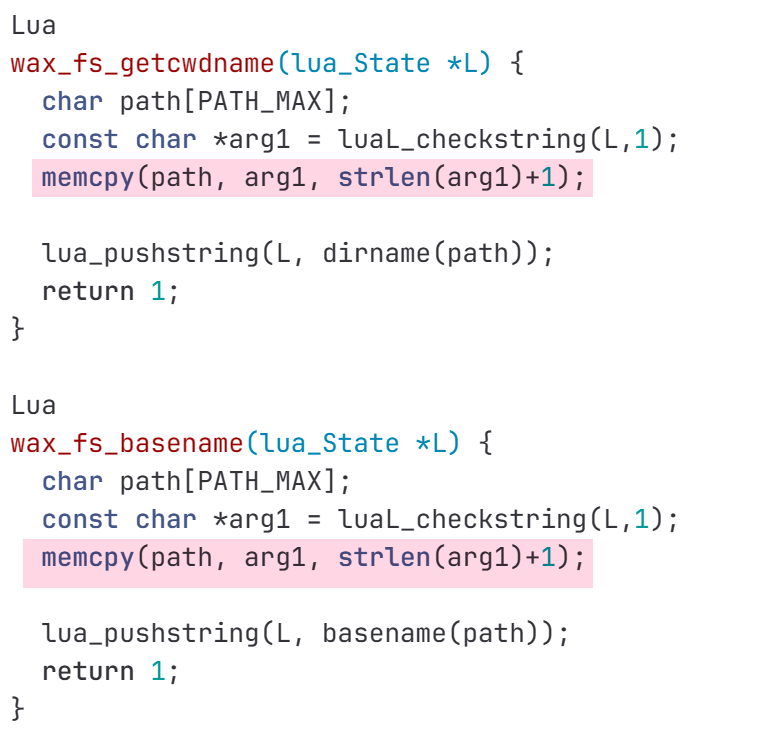 Lua
wax_fs_getcwdname(lua_State *L) {
  char path[PATH_MAX];
  const char *arg1 = luaL_checkstring(L,1);
  memcpy(path, arg1, strlen(arg1)+1);
  lua_pushstring(L, dirname(path));
  return 1;
}
Lua
wax_fs_basename(lua_State *L) {
  char path[PATH_MAX];
  const char *arg1 = luaL_checkstring(L,1);
  memcpy(path, arg1, strlen(arg1)+1);
  lua_pushstring(L, basename(path));
  return 1;
}